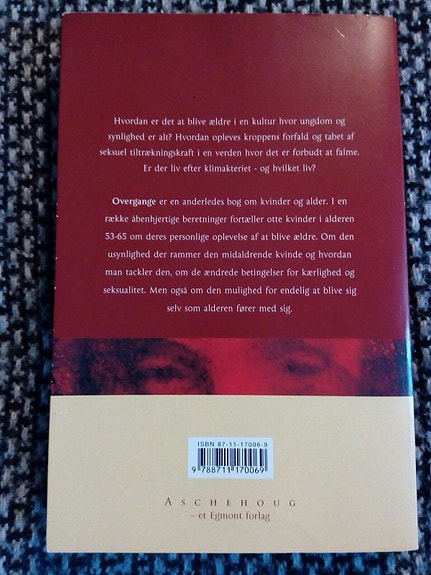 Hvordan er det at blive ældre i en kultur hvor ungdom og
synlighed er alt? Hvordan opleves kroppens forfald og tabet af
seksuel tiltrækningskraft i en verden hvor det er forbudt at falme.
Er der liv efter klimakteriet - og hvilket liv?
Overgange er en anderledes bog om kvinder og alder. I en
række åbenhjertige beretninger fortæller otte kvinder i alderen
53-65 om deres personlige oplevelse af at blive ældre. Om den
usynlighed der rammer den midaldrende kvinde og hvordan
man tackler den, om de ændrede betingelser for kærlighed og
seksualitet. Men også om den mulighed for endelig at blive sig
selv som alderen fører med sig.
ISBN 87-11-17006-9
9 788711 170069
ASCHEHOUG
– et Egmont forlag